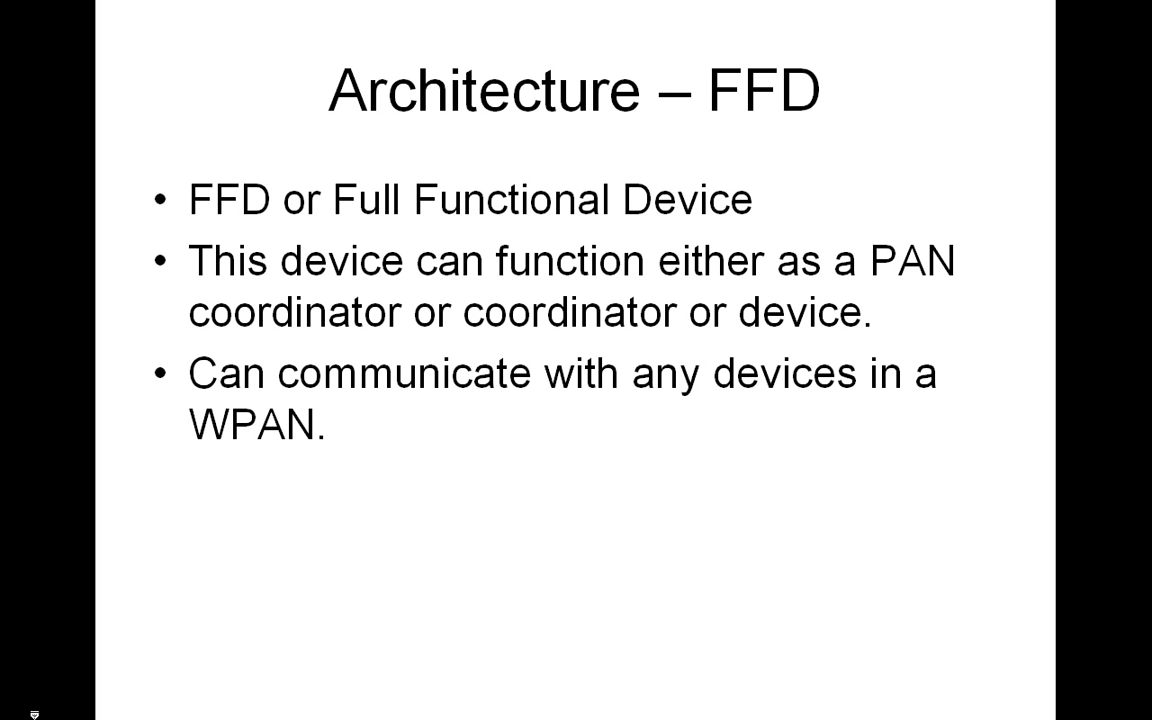 Architecture – FFD
• FFD or Full Functional Device
• This device can function either as a PAN
coordinator or coordinator or device.
• Can communicate with any devices in a
WPAN.